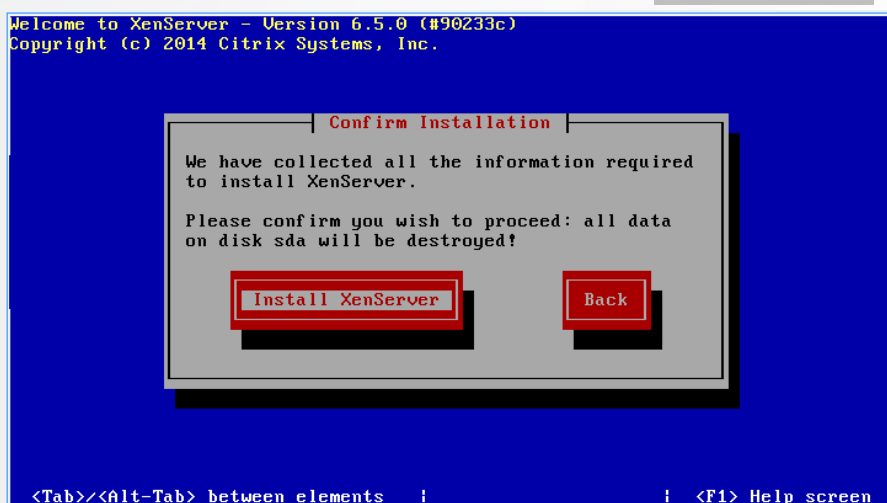 Welcome to XenServer - Version 6.5.0 (#90233c)
Copyright (c) 2014 Citrix Systems, Inc.
Confirm Installation
We have collected all the information required
to install XenServer.
Please confirm you wish to proceed: all data
on disk sda will be destroyed!
Install XenServer Back
<Tab>/<Alt-Tab> between elements | | <F1> Help screen